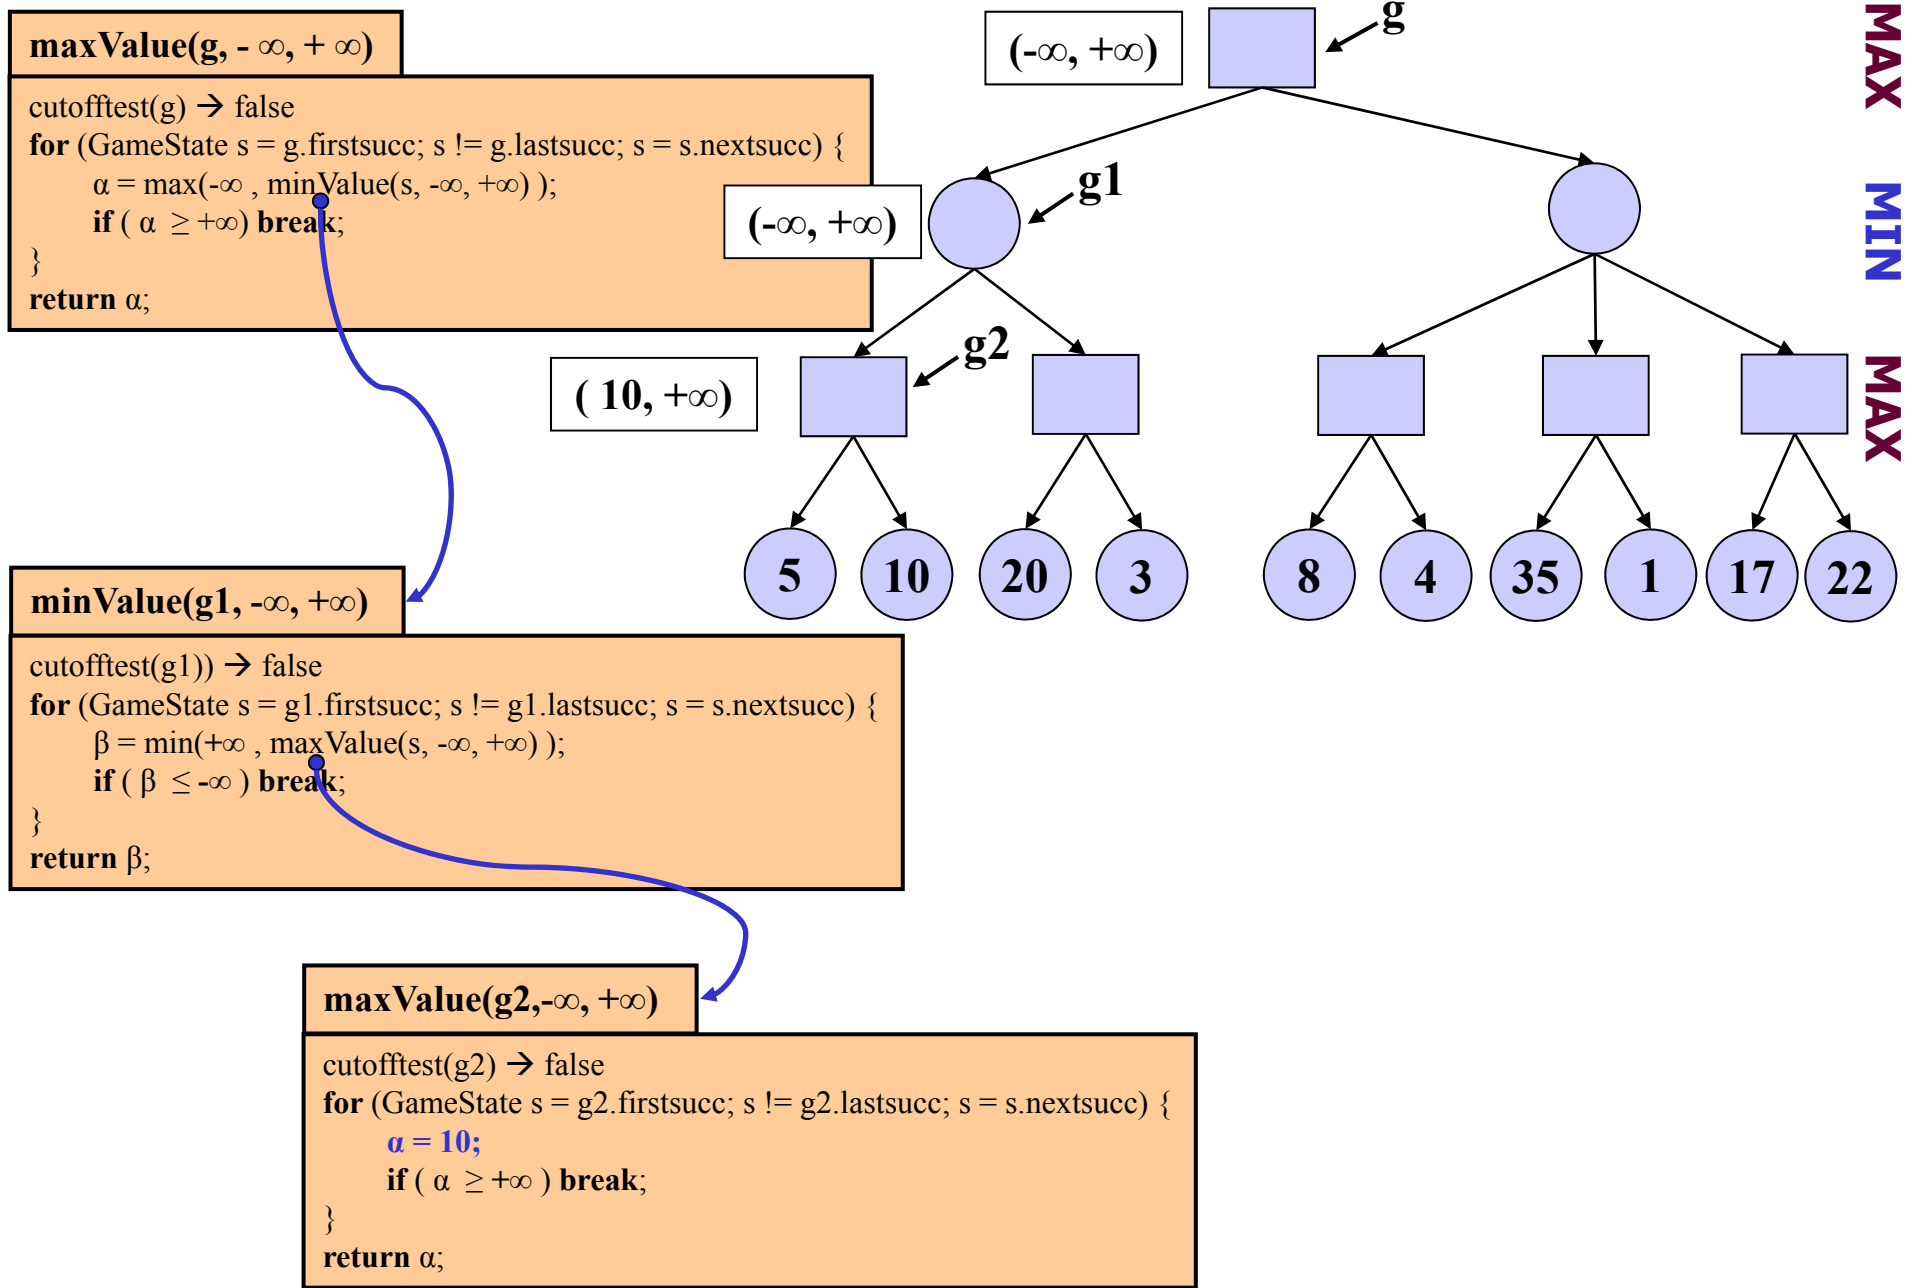 maxValue(g, - ∞, + ∞)
cutofftest(g) → false
for (GameState s = g.firstsucc; s != g.lastsucc; s = s.nextsucc) {
α = max(-∞ , minValue(s, -∞, +∞) );
if ( α ≥ +∞) break;
}
return α;
(-∞, +∞)
g
MAX
(-∞, +∞)
g1
MIN
( 10, +∞)
g2
MAX
5 10 20 3 8 4 35 1 17 22
minValue(g1, -∞, +∞)
cutofftest(g1)) → false
for (GameState s = g1.firstsucc; s != g1.lastsucc; s = s.nextsucc) {
β = min(+∞ , maxValue(s, -∞, +∞) );
if ( β ≤ -∞ ) break;
}
return β;
maxValue(g2,-∞, +∞)
cutofftest(g2) → false
for (GameState s = g2.firstsucc; s != g2.lastsucc; s = s.nextsucc) {
α = 10;
if ( α ≥ +∞ ) break;
}
return α;